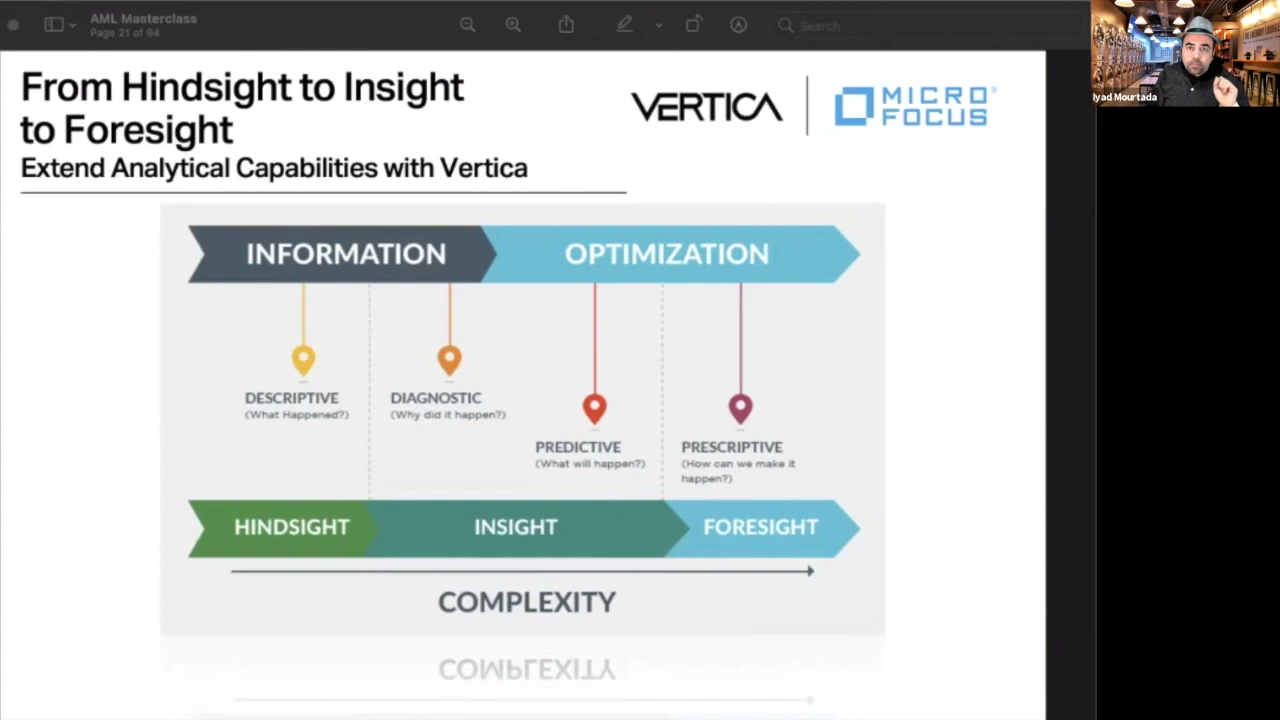 AML Masterclass
Page 21 of 94
Search
Iyad Mourtada
From Hindsight to Insight
to Foresight
Extend Analytical Capabilities with Vertica
VERTICA
MICRO
FOCUS®
INFORMATION
OPTIMIZATION
DESCRIPTIVE
(What Happened?)
DIAGNOSTIC
(Why did it happen?)
PREDICTIVE
(What will happen?)
PRESCRIPTIVE
(How can we make it
happen?)
HINDSIGHT
INSIGHT
FORESIGHT
COMPLEXITY
COMPLEXITY